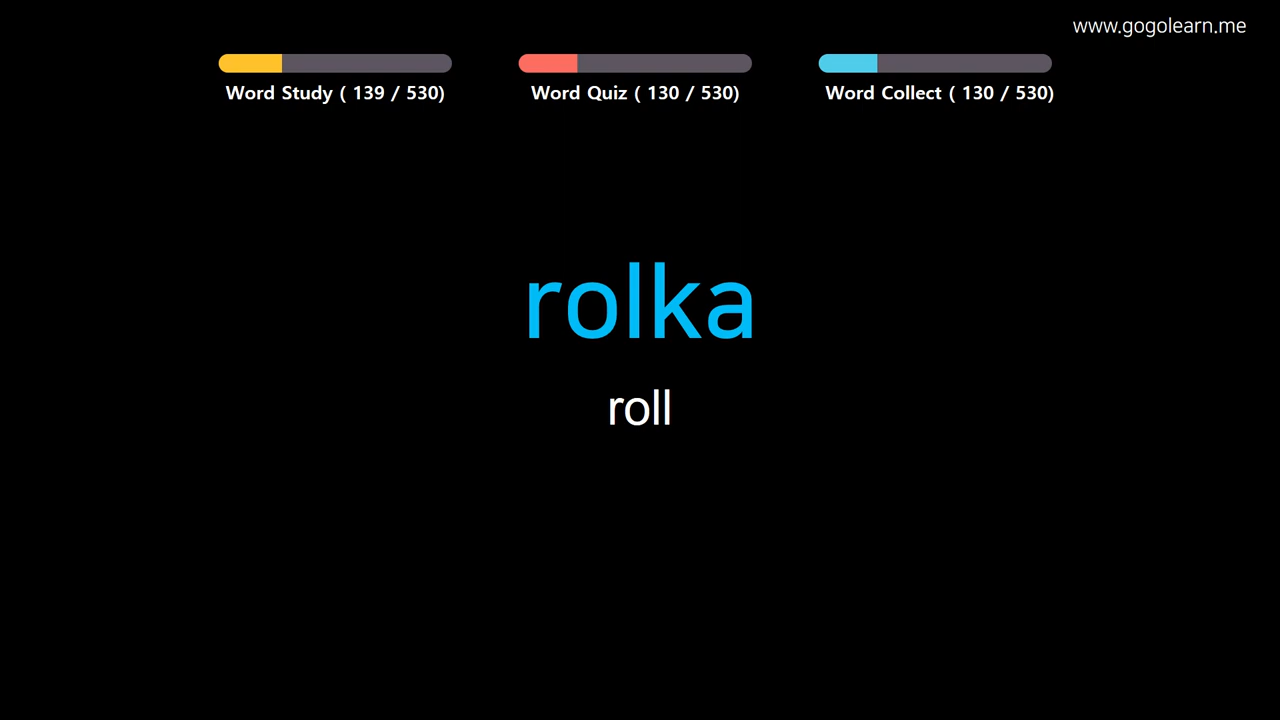 www.gogolearn.me
Word Study ( 139 / 530)
Word Quiz ( 130 / 530)
Word Collect ( 130 / 530)
rolka
roll